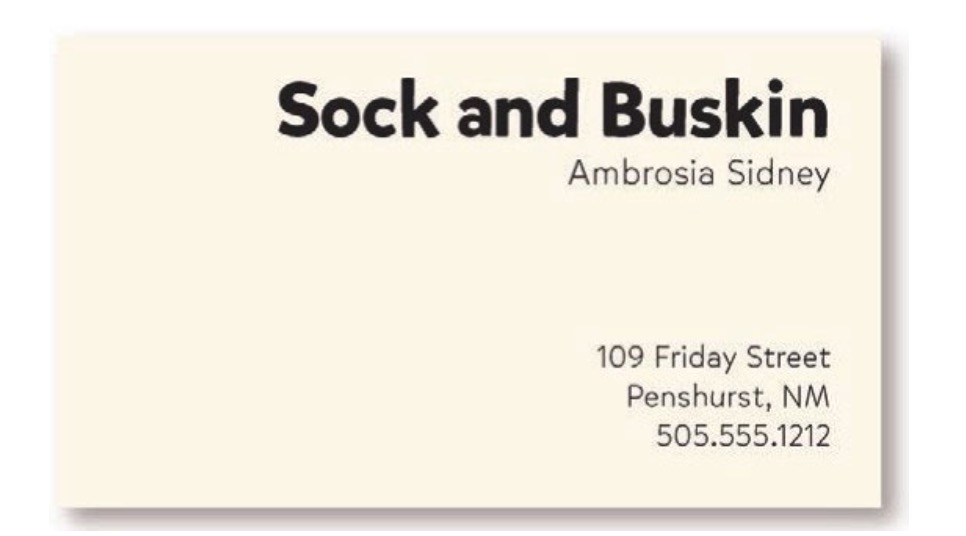 Sock and Buskin
Ambrosia Sidney
109 Friday Street
Penshurst, NM
505.555.1212